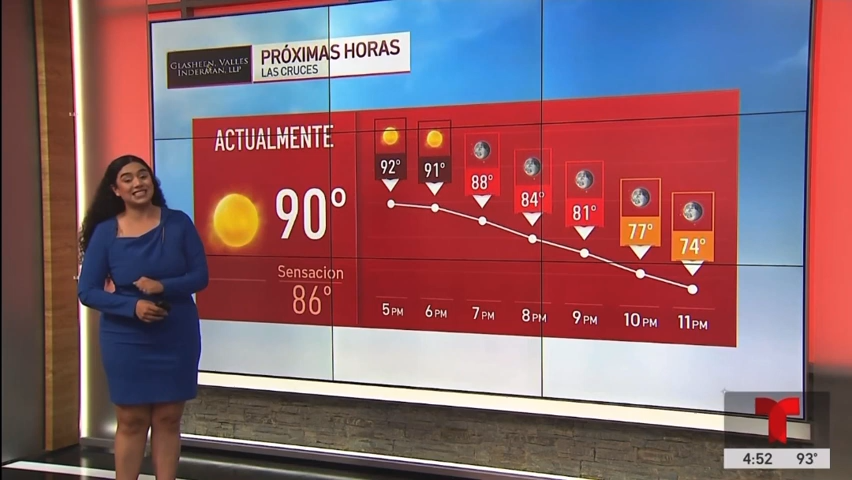 GLASHEEN, VALLES
INDERMAN, LLP
PRÓXIMAS HORAS
LAS CRUCES
ACTUALMENTE
90°
Sensacion
86°
92° 91° 88° 84° 81° 77° 74°
5PM 6PM 7PM 8PM 9PM 10PM 11PM
4:52 93°